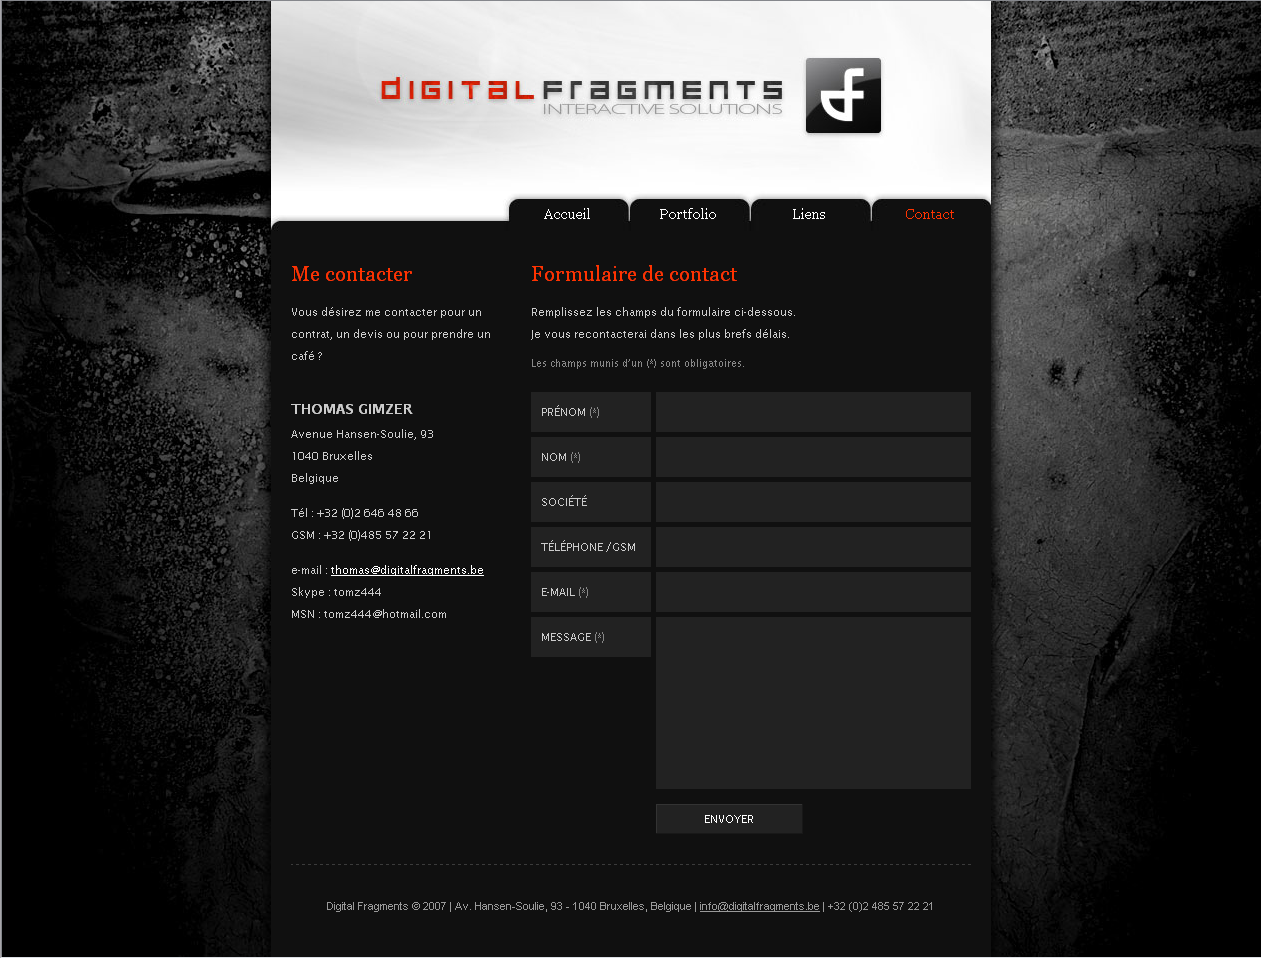 DIGITALFRAGMENTS
INTERACTIVE SOLUTIONS
Accueil
Portfolio
Liens
Contact
Me contacter
Vous désirez me contacter pour un
contrat, un devis ou pour prendre un
café ?
THOMAS GIMZER
Avenue Hansen-Soulie, 93
1040 Bruxelles
Belgique
Tél : +32 (0)2 646 48 66
GSM : +32 (0)485 57 22 21
e-mail : thomas@digitalfragments.be
Skype : tomz444
MSN : tomz444@hotmail.com
Formulaire de contact
Remplissez les champs du formulaire ci-dessous.
Je vous recontacterai dans les plus brefs délais.
Les champs munis d'un (*) sont obligatoires.
PRÉNOM (*)
NOM (*)
SOCIÉTÉ
TÉLÉPHONE /GSM
E-MAIL (*)
MESSAGE (*)
ENVOYER
Digital Fragments © 2007 | Av. Hansen-Soulie, 93 - 1040 Bruxelles, Belgique | info@digitalfragments.be | +32 (0)2 485 57 22 21